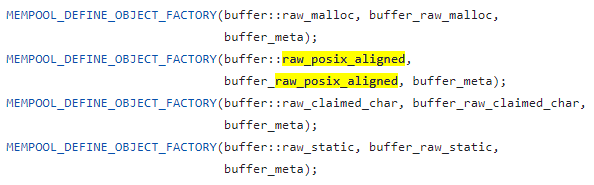 MEMPOOL_DEFINE_OBJECT_FACTORY(buffer::raw_malloc, buffer_raw_malloc,
buffer_meta);
MEMPOOL_DEFINE_OBJECT_FACTORY(buffer::raw_posix_aligned,
buffer_raw_posix_aligned, buffer_meta);
MEMPOOL_DEFINE_OBJECT_FACTORY(buffer::raw_claimed_char, buffer_raw_claimed_char,
buffer_meta);
MEMPOOL_DEFINE_OBJECT_FACTORY(buffer::raw_static, buffer_raw_static,
buffer_meta);